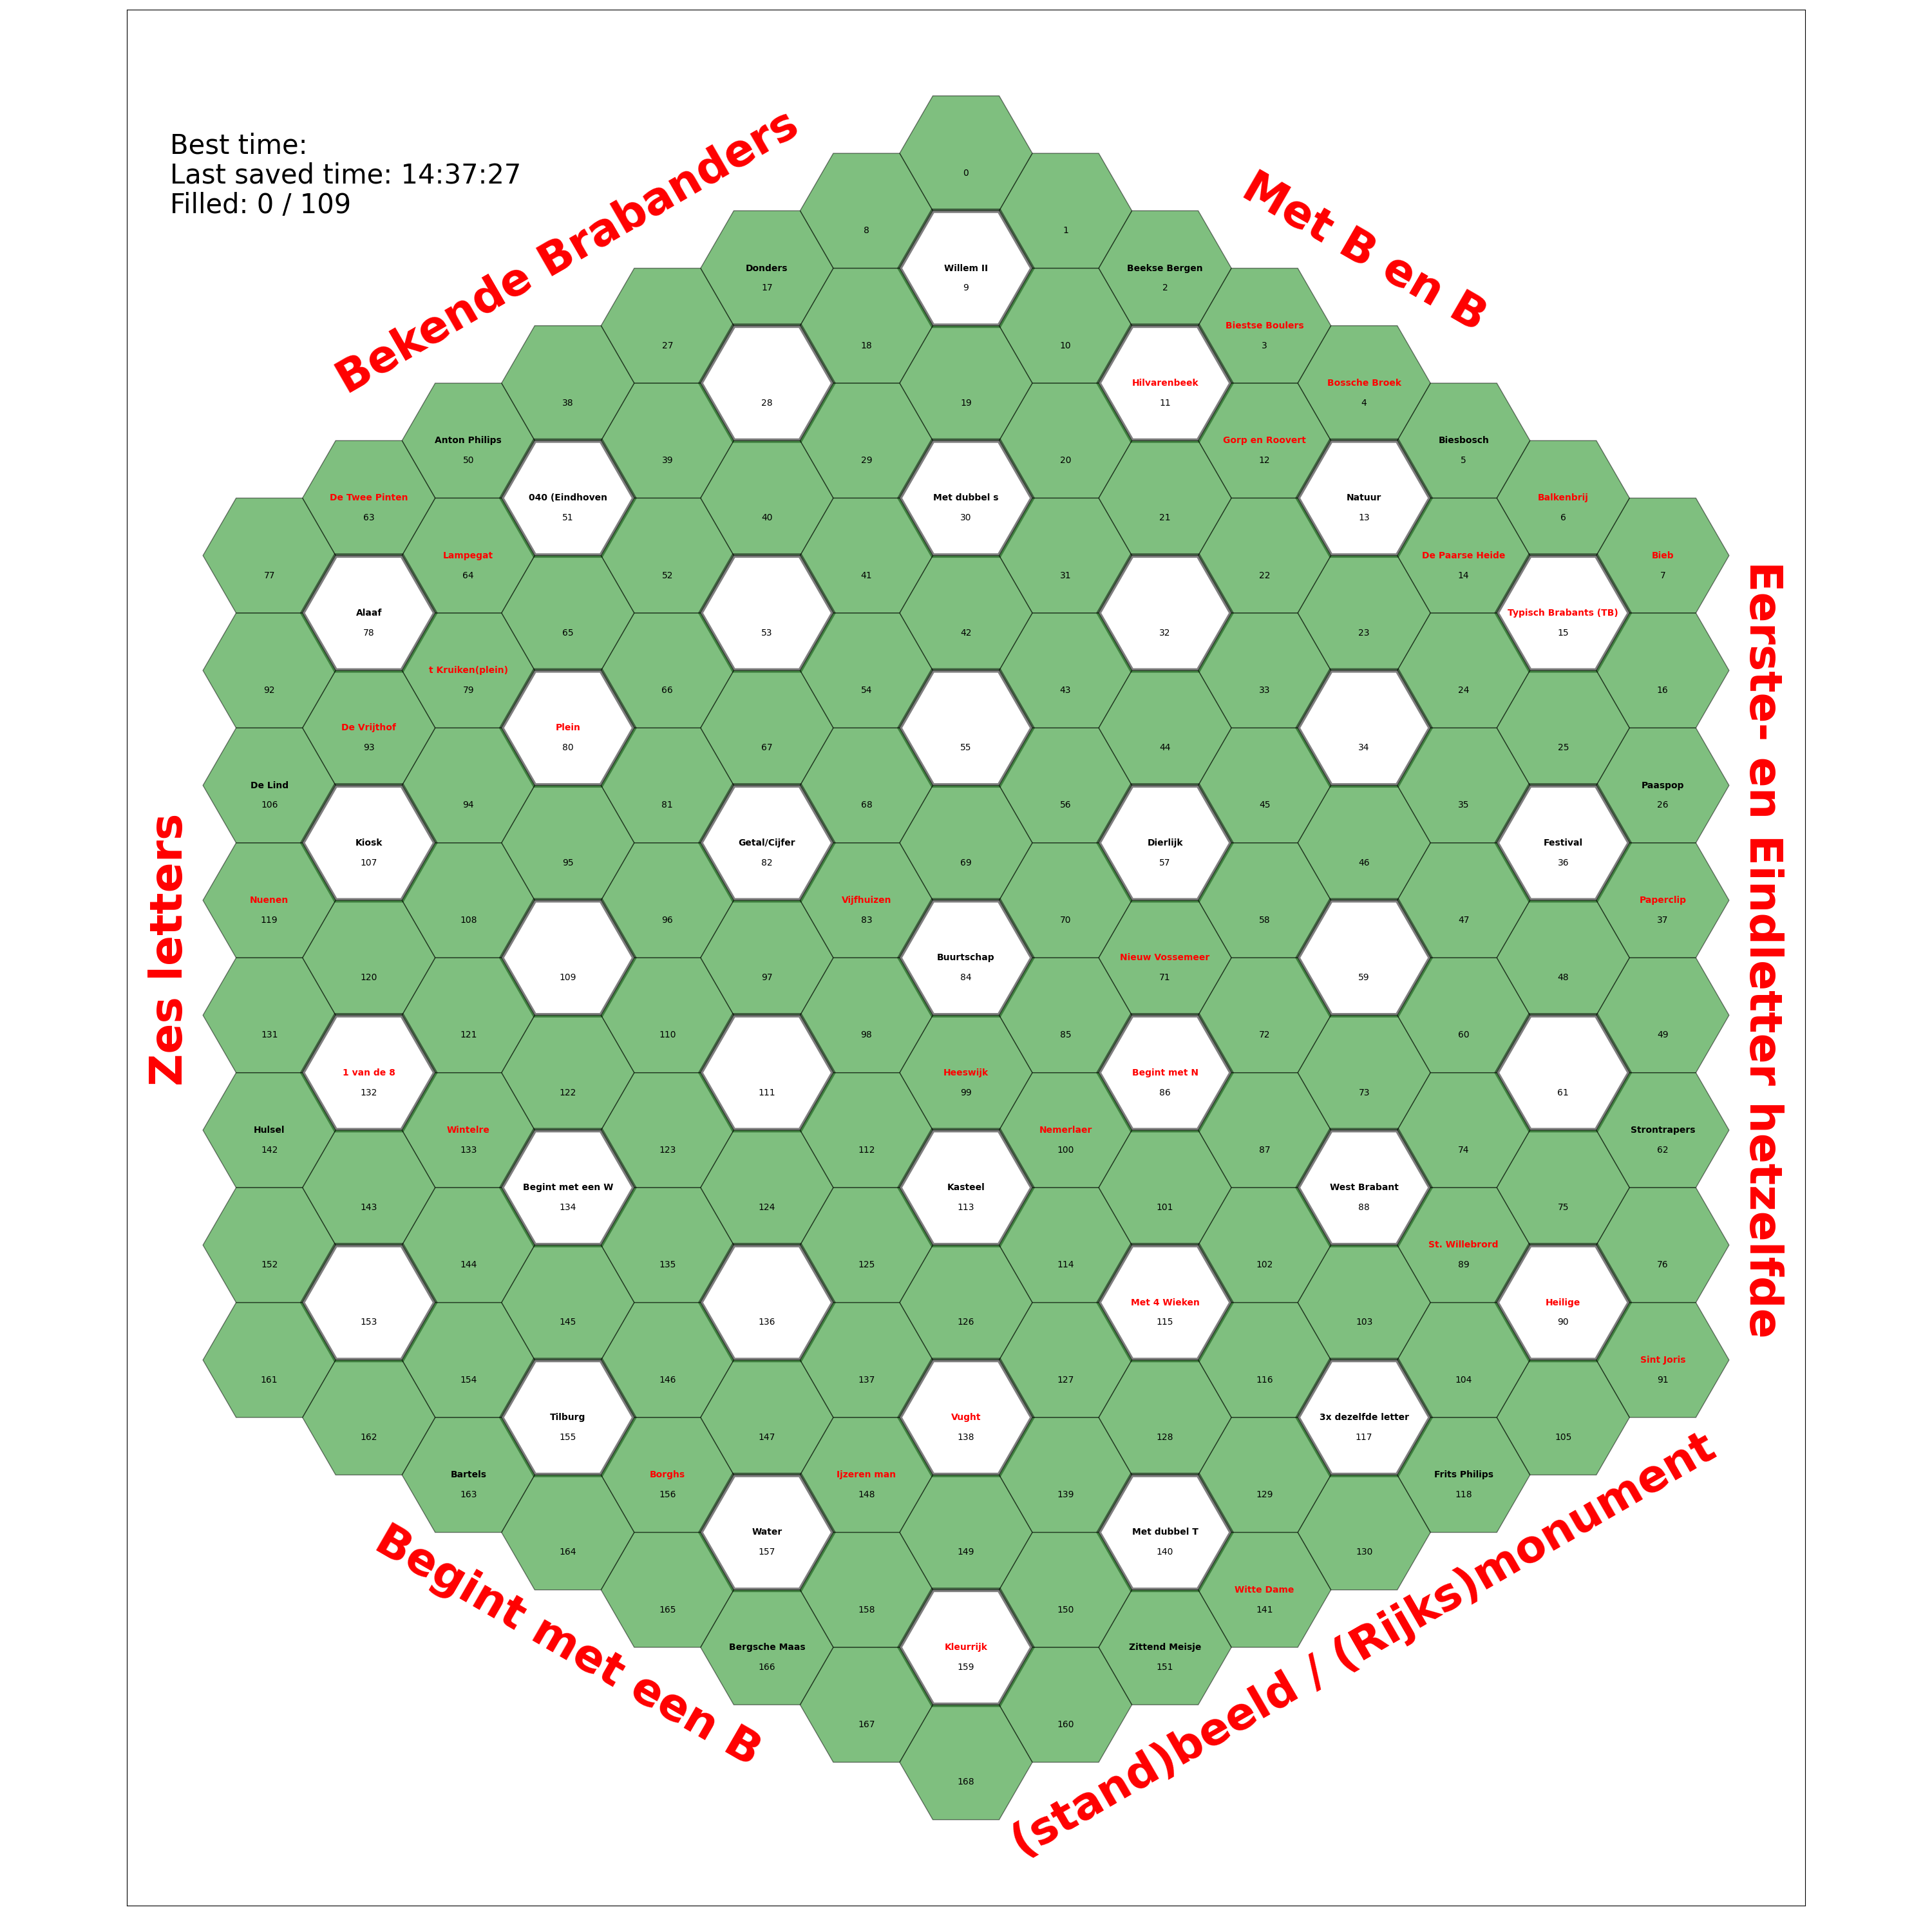 Best time:
Last saved time: 14:37:27
Filled: 0 / 109
Bekende Brabanders
Met B en B
Eerste- en Eindletter hetzelfde
(stand)beeld / (Rijks)monument
Begint met een B
Zes letters
0
8
1
Donders
17
Willem II
9
Beekse Bergen
2
27
18
10
Biestse Boulers
3
38
28
19
Hilvarenbeek
11
Bossche Broek
4
Anton Philips
50
39
29
20
Gorp en Roovert
12
Biesbosch
5
De Twee Pinten
63
040 (Eindhoven
51
40
Met dubbel s
30
21
Natuur
13
Balkenbrij
6
77
Lampegat
64
52
41
31
22
De Paarse Heide
14
Bieb
7
Alaaf
78
65
53
42
32
23
Typisch Brabants (TB)
15
92
t Kruiken(plein)
79
66
54
43
33
24
16
De Vrijthof
93
Plein
80
67
55
44
34
25
De Lind
106
94
81
68
56
45
35
Paaspop
26
Kiosk
107
95
Getal/Cijfer
82
69
Dierlijk
57
46
Festival
36
Nuenen
119
108
96
Vijfhuizen
83
70
58
47
Paperclip
37
120
109
97
Buurtschap
84
Nieuw Vossemeer
71
59
48
131
121
110
98
85
72
60
49
1 van de 8
132
122
111
Heeswijk
99
Begint met N
86
73
61
Hulsel
142
Wintelre
133
123
112
Nemerlaer
100
87
74
Strontrapers
62
143
Begint met een W
134
124
Kasteel
113
101
West Brabant
88
75
152
144
135
125
114
102
St. Willebrord
89
76
153
145
136
126
Met 4 Wieken
115
103
Heilige
90
161
154
146
137
127
116
104
Sint Joris
91
162
Tilburg
155
147
Vught
138
128
3x dezelfde letter
117
105
Bartels
163
Borghs
156
Ijzeren man
148
139
129
Frits Philips
118
164
Water
157
149
Met dubbel T
140
130
165
158
150
Witte Dame
141
Bergsche Maas
166
Kleurrijk
159
Zittend Meisje
151
167
160
168